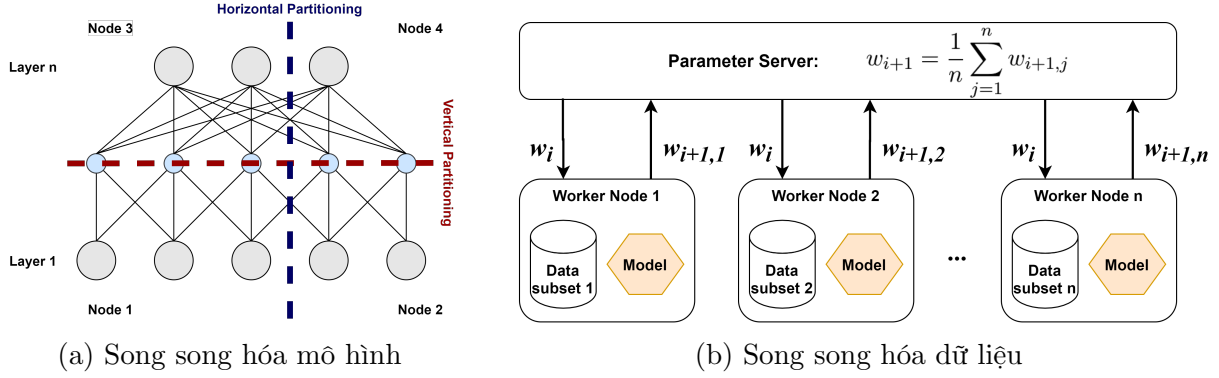 Horizontal Partitioning
Node 3
Node 4
Layer n
Vertical Partitioning
Layer 1
Node 1
Node 2
(a) Song song hóa mô hình
Parameter Server: w_{i+1} = \frac{1}{n} \sum_{j=1}^{n} w_{i+1,j}
w_i
w_{i+1,1}
w_i
w_{i+1,2}
w_i
w_{i+1,n}
Worker Node 1
Data
subset 1
Model
Worker Node 2
Data
subset 2
Model
...
Worker Node n
Data
subset n
Model
(b) Song song hóa dữ liệu